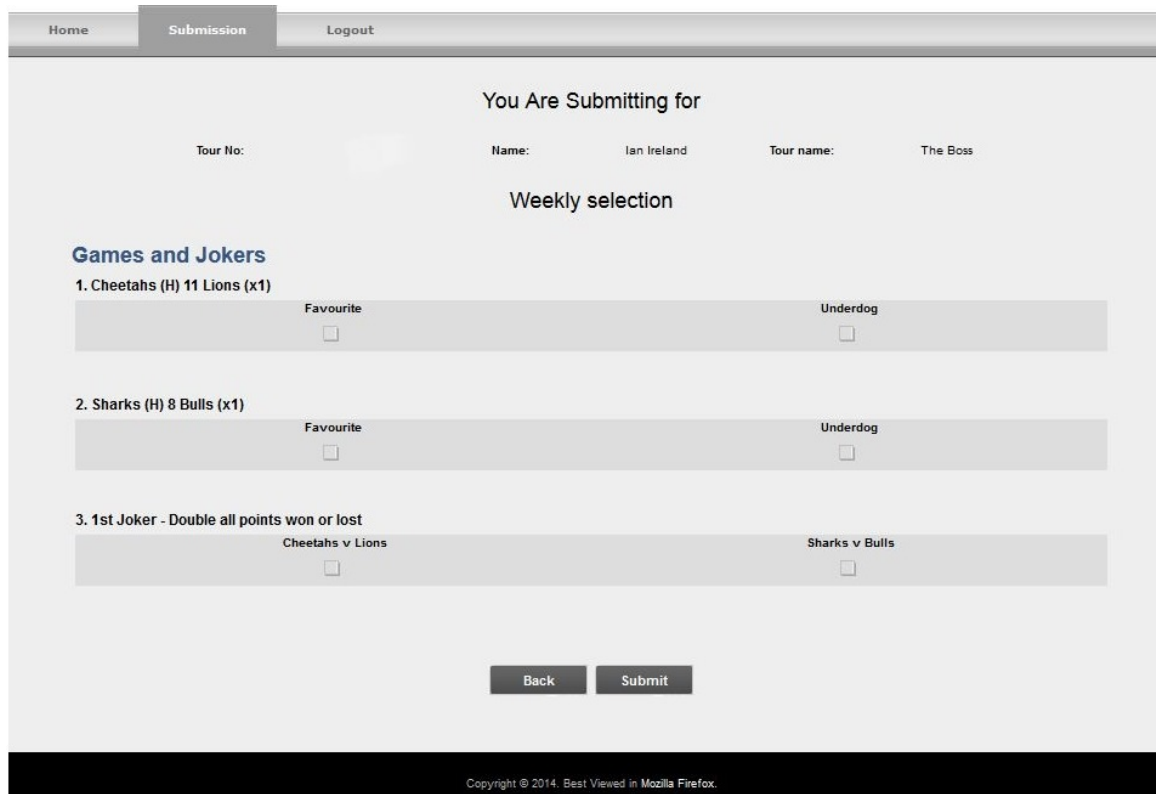 Home Submission Logout
You Are Submitting for
Tour No: Name: Ian Ireland Tour name: The Boss
Weekly selection
Games and Jokers
1. Cheetahs (H) 11 Lions (x1)
Favourite Underdog
2. Sharks (H) 8 Bulls (x1)
Favourite Underdog
3. 1st Joker - Double all points won or lost
Cheetahs v Lions Sharks v Bulls
Back Submit
Copyright © 2014. Best Viewed in Mozilla Firefox.